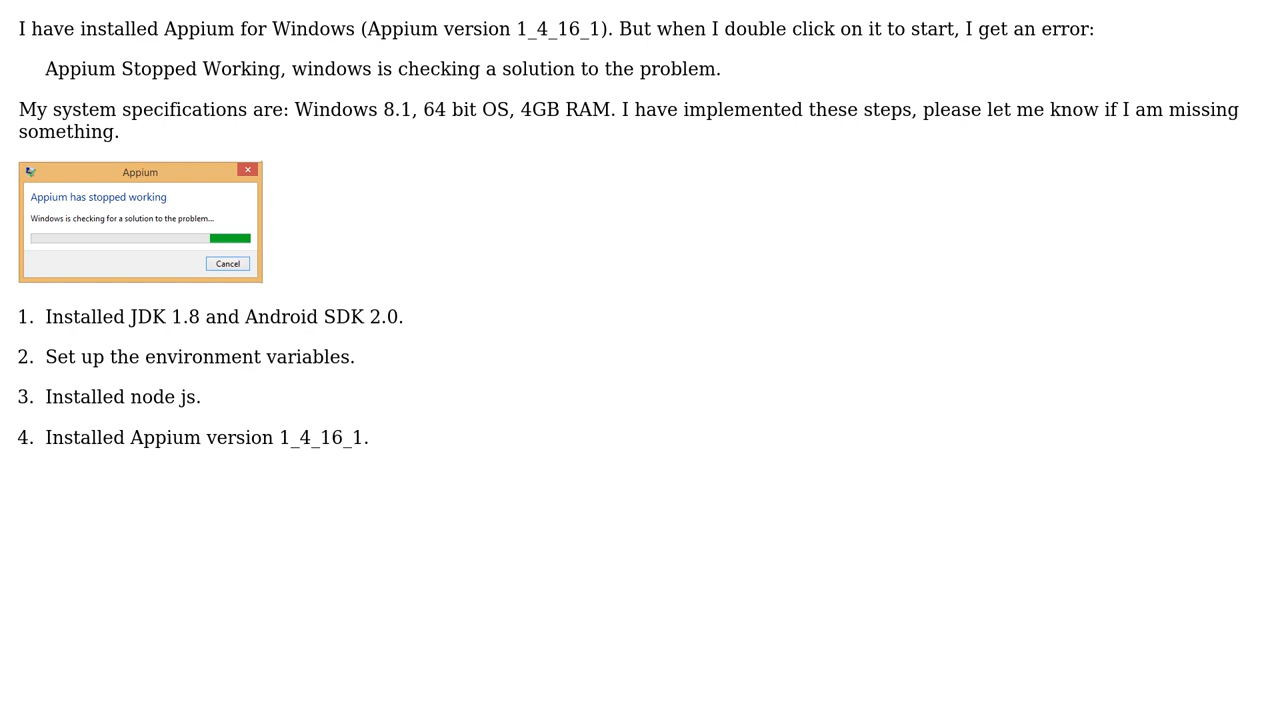 I have installed Appium for Windows (Appium version 1_4_16_1). But when I double click on it to start, I get an error:
Appium Stopped Working, windows is checking a solution to the problem.
My system specifications are: Windows 8.1, 64 bit OS, 4GB RAM. I have implemented these steps, please let me know if I am missing
something.
Appium
Appium has stopped working
Windows is checking for a solution to the problem...
Cancel
1. Installed JDK 1.8 and Android SDK 2.0.
2. Set up the environment variables.
3. Installed node js.
4. Installed Appium version 1_4_16_1.